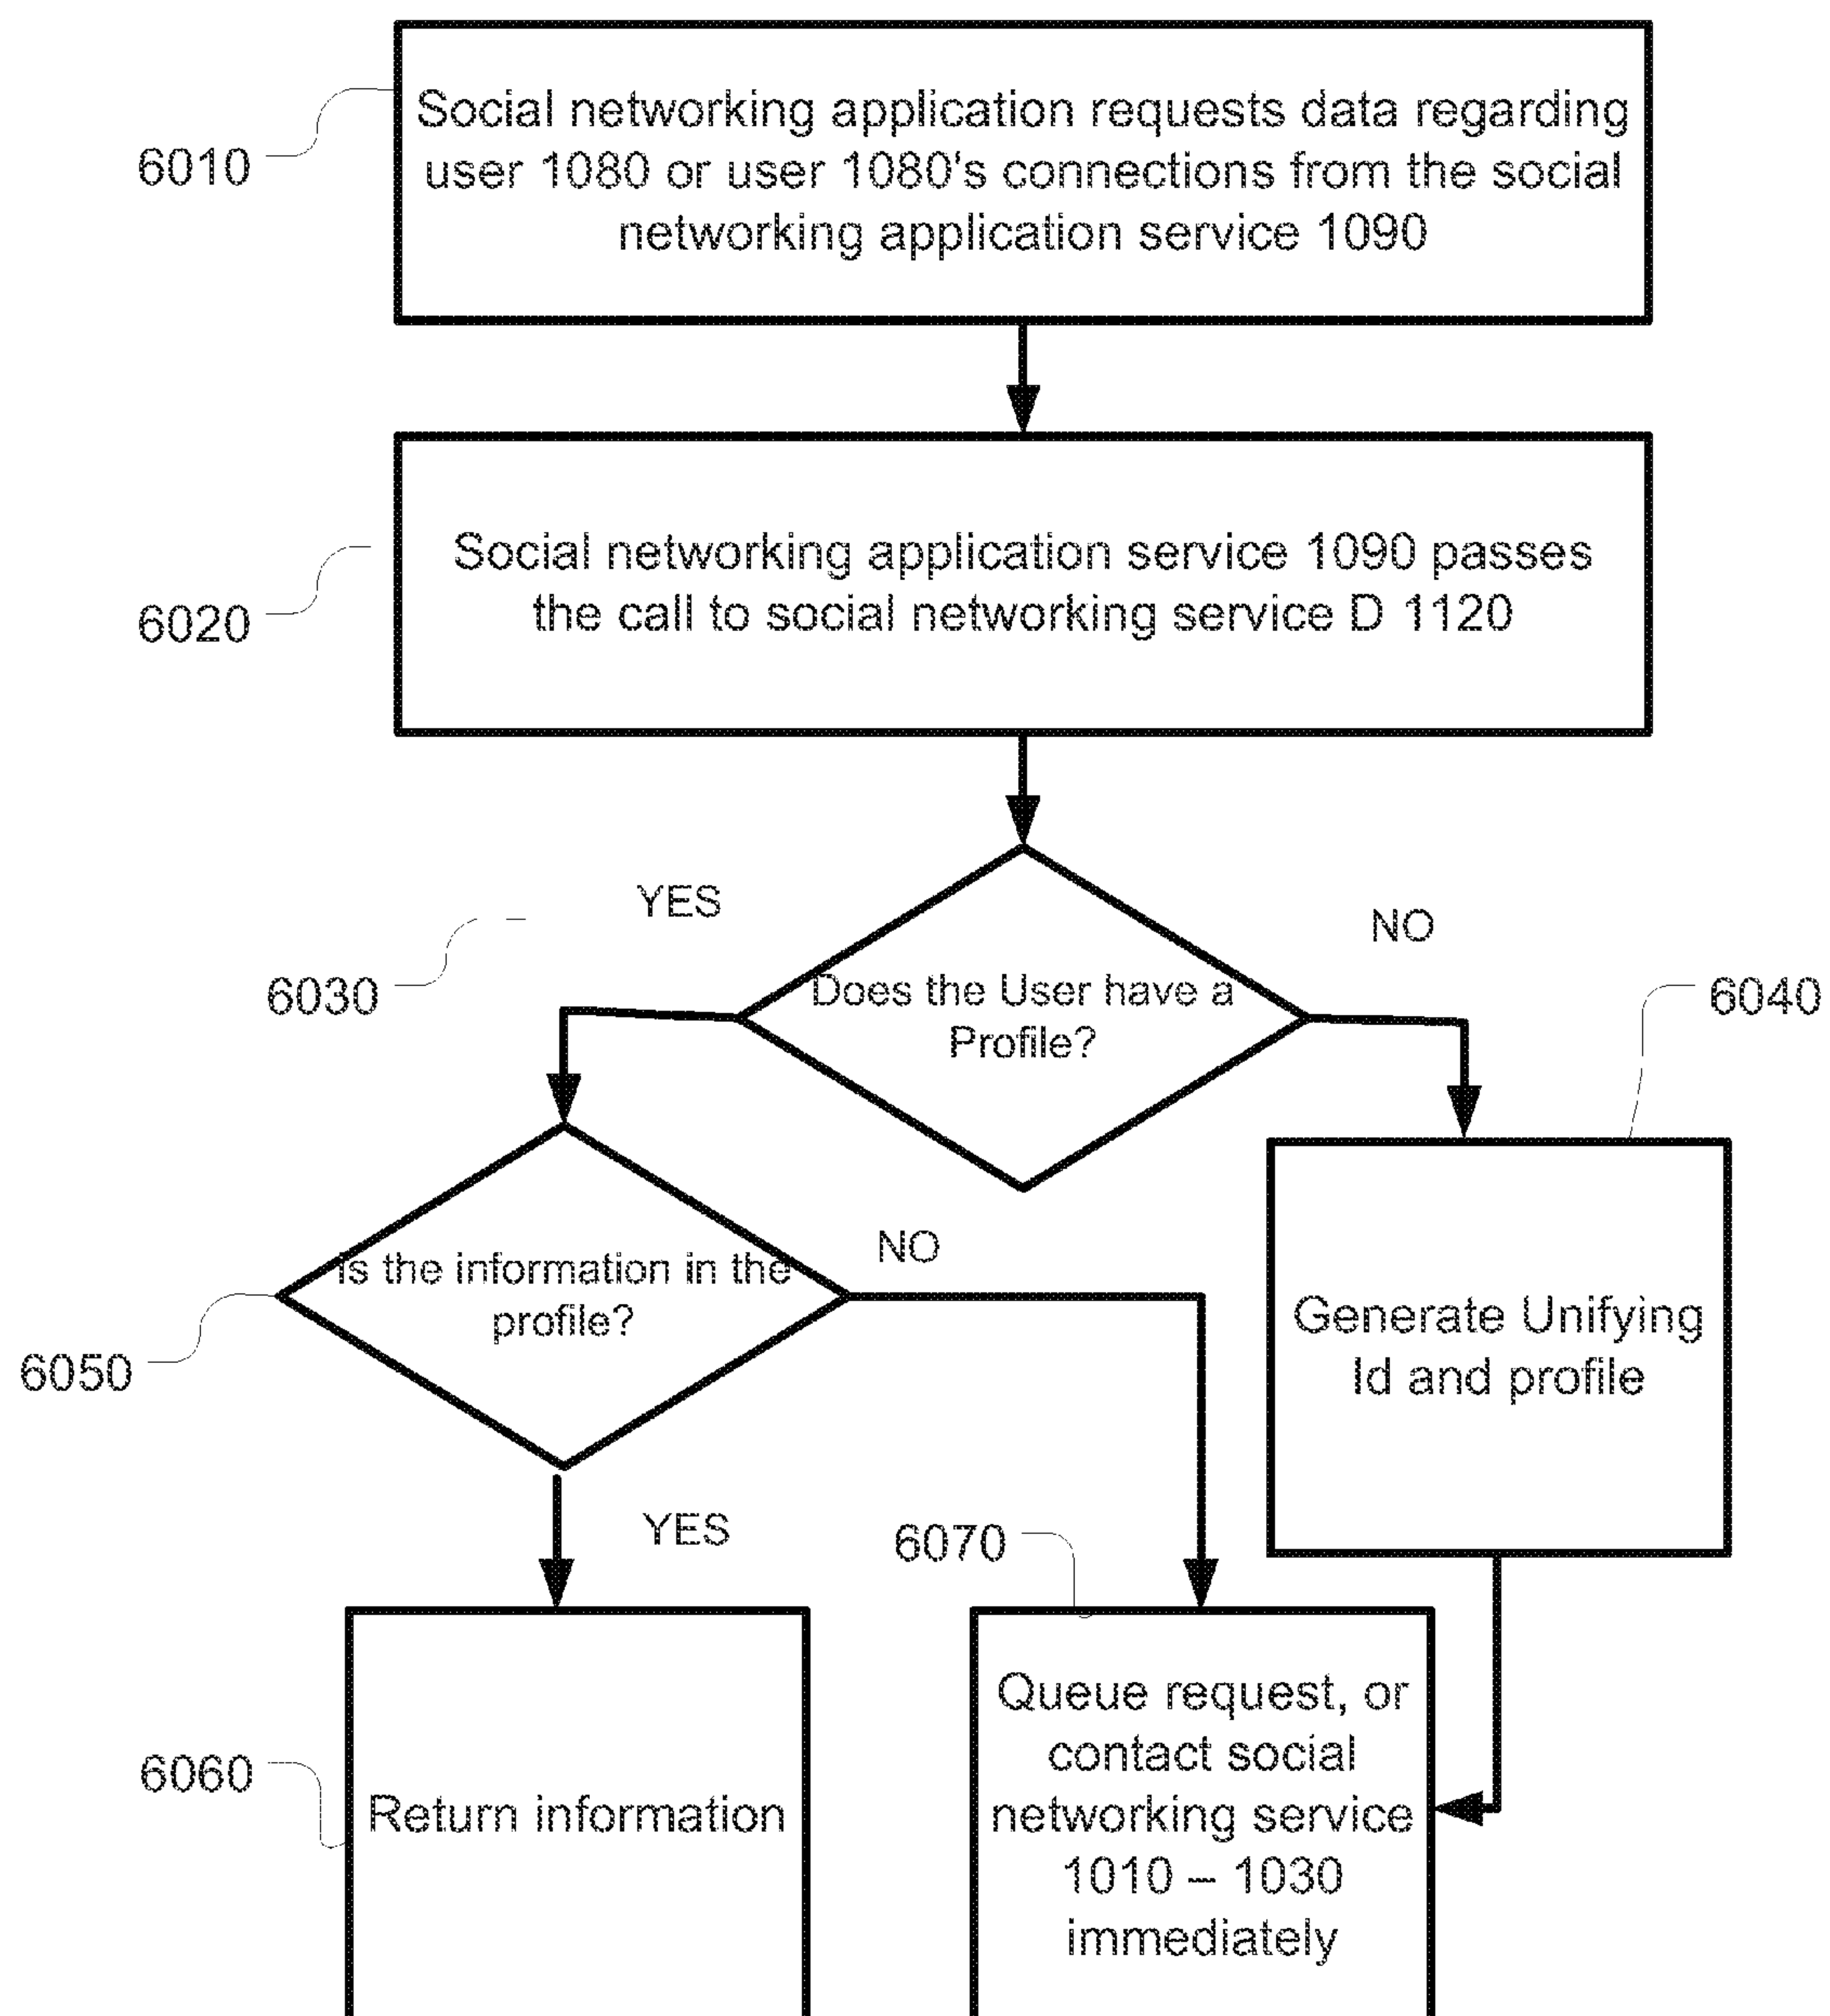 Social networking application requests data regarding
user 1080 or user 1080's connections from the social
networking application service 1090
6010
Social networking application service 1090 passes
the call to social networking service D 1120
6020
YES
NO
6030
Does the User have a
Profile?
6040
Is the information in the
profile?
NO
6050
Generate Unifying
Id and profile
YES
6070
6060
Return information
Queue request, or
contact social
networking service
1010 – 1030
immediately